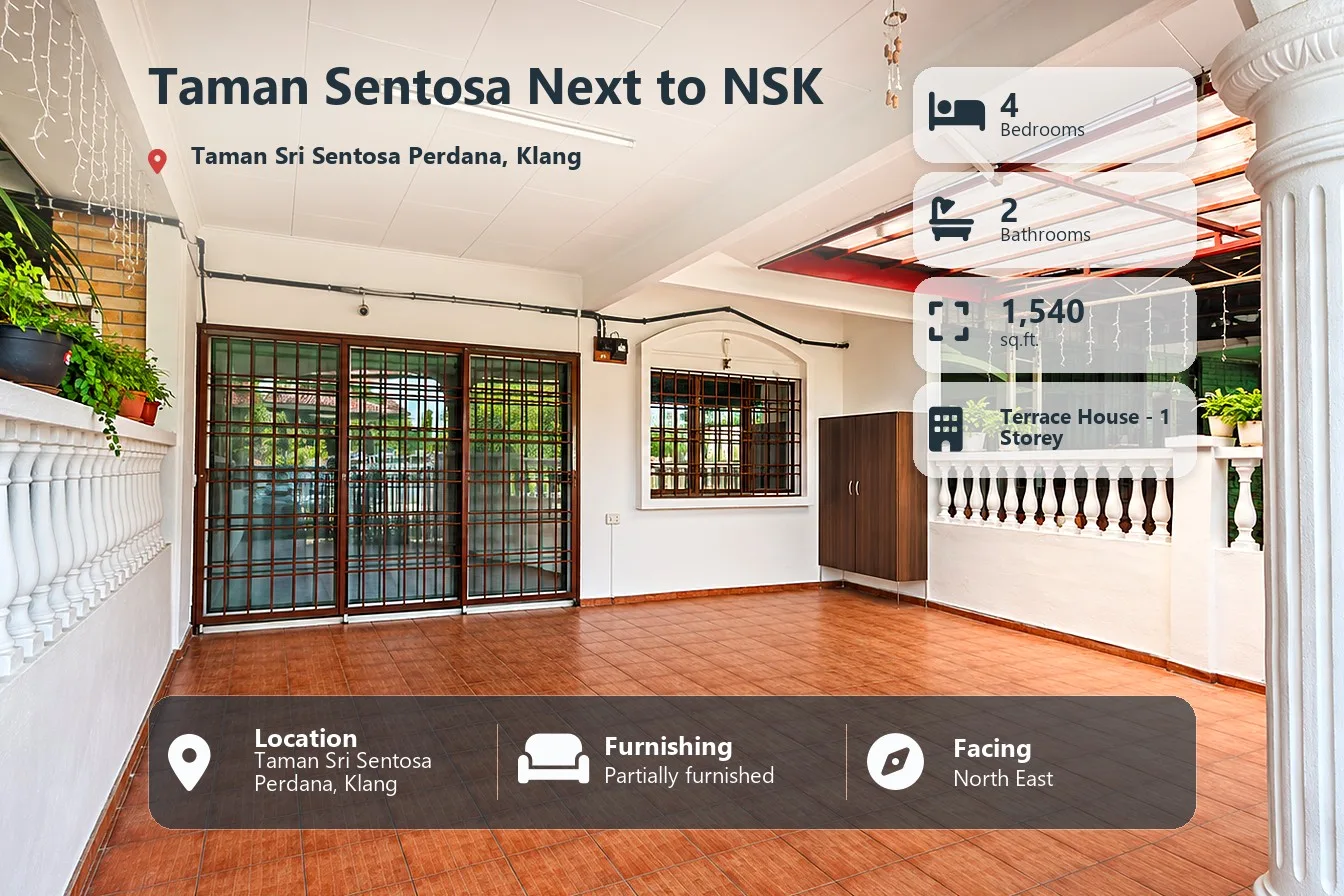 Taman Sentosa Next to NSK
Taman Sri Sentosa Perdana, Klang
4
Bedrooms
2
Bathrooms
1,540
sq.ft.
Terrace House - 1
Storey
Location
Taman Sri Sentosa
Perdana, Klang
Furnishing
Partially furnished
Facing
North East